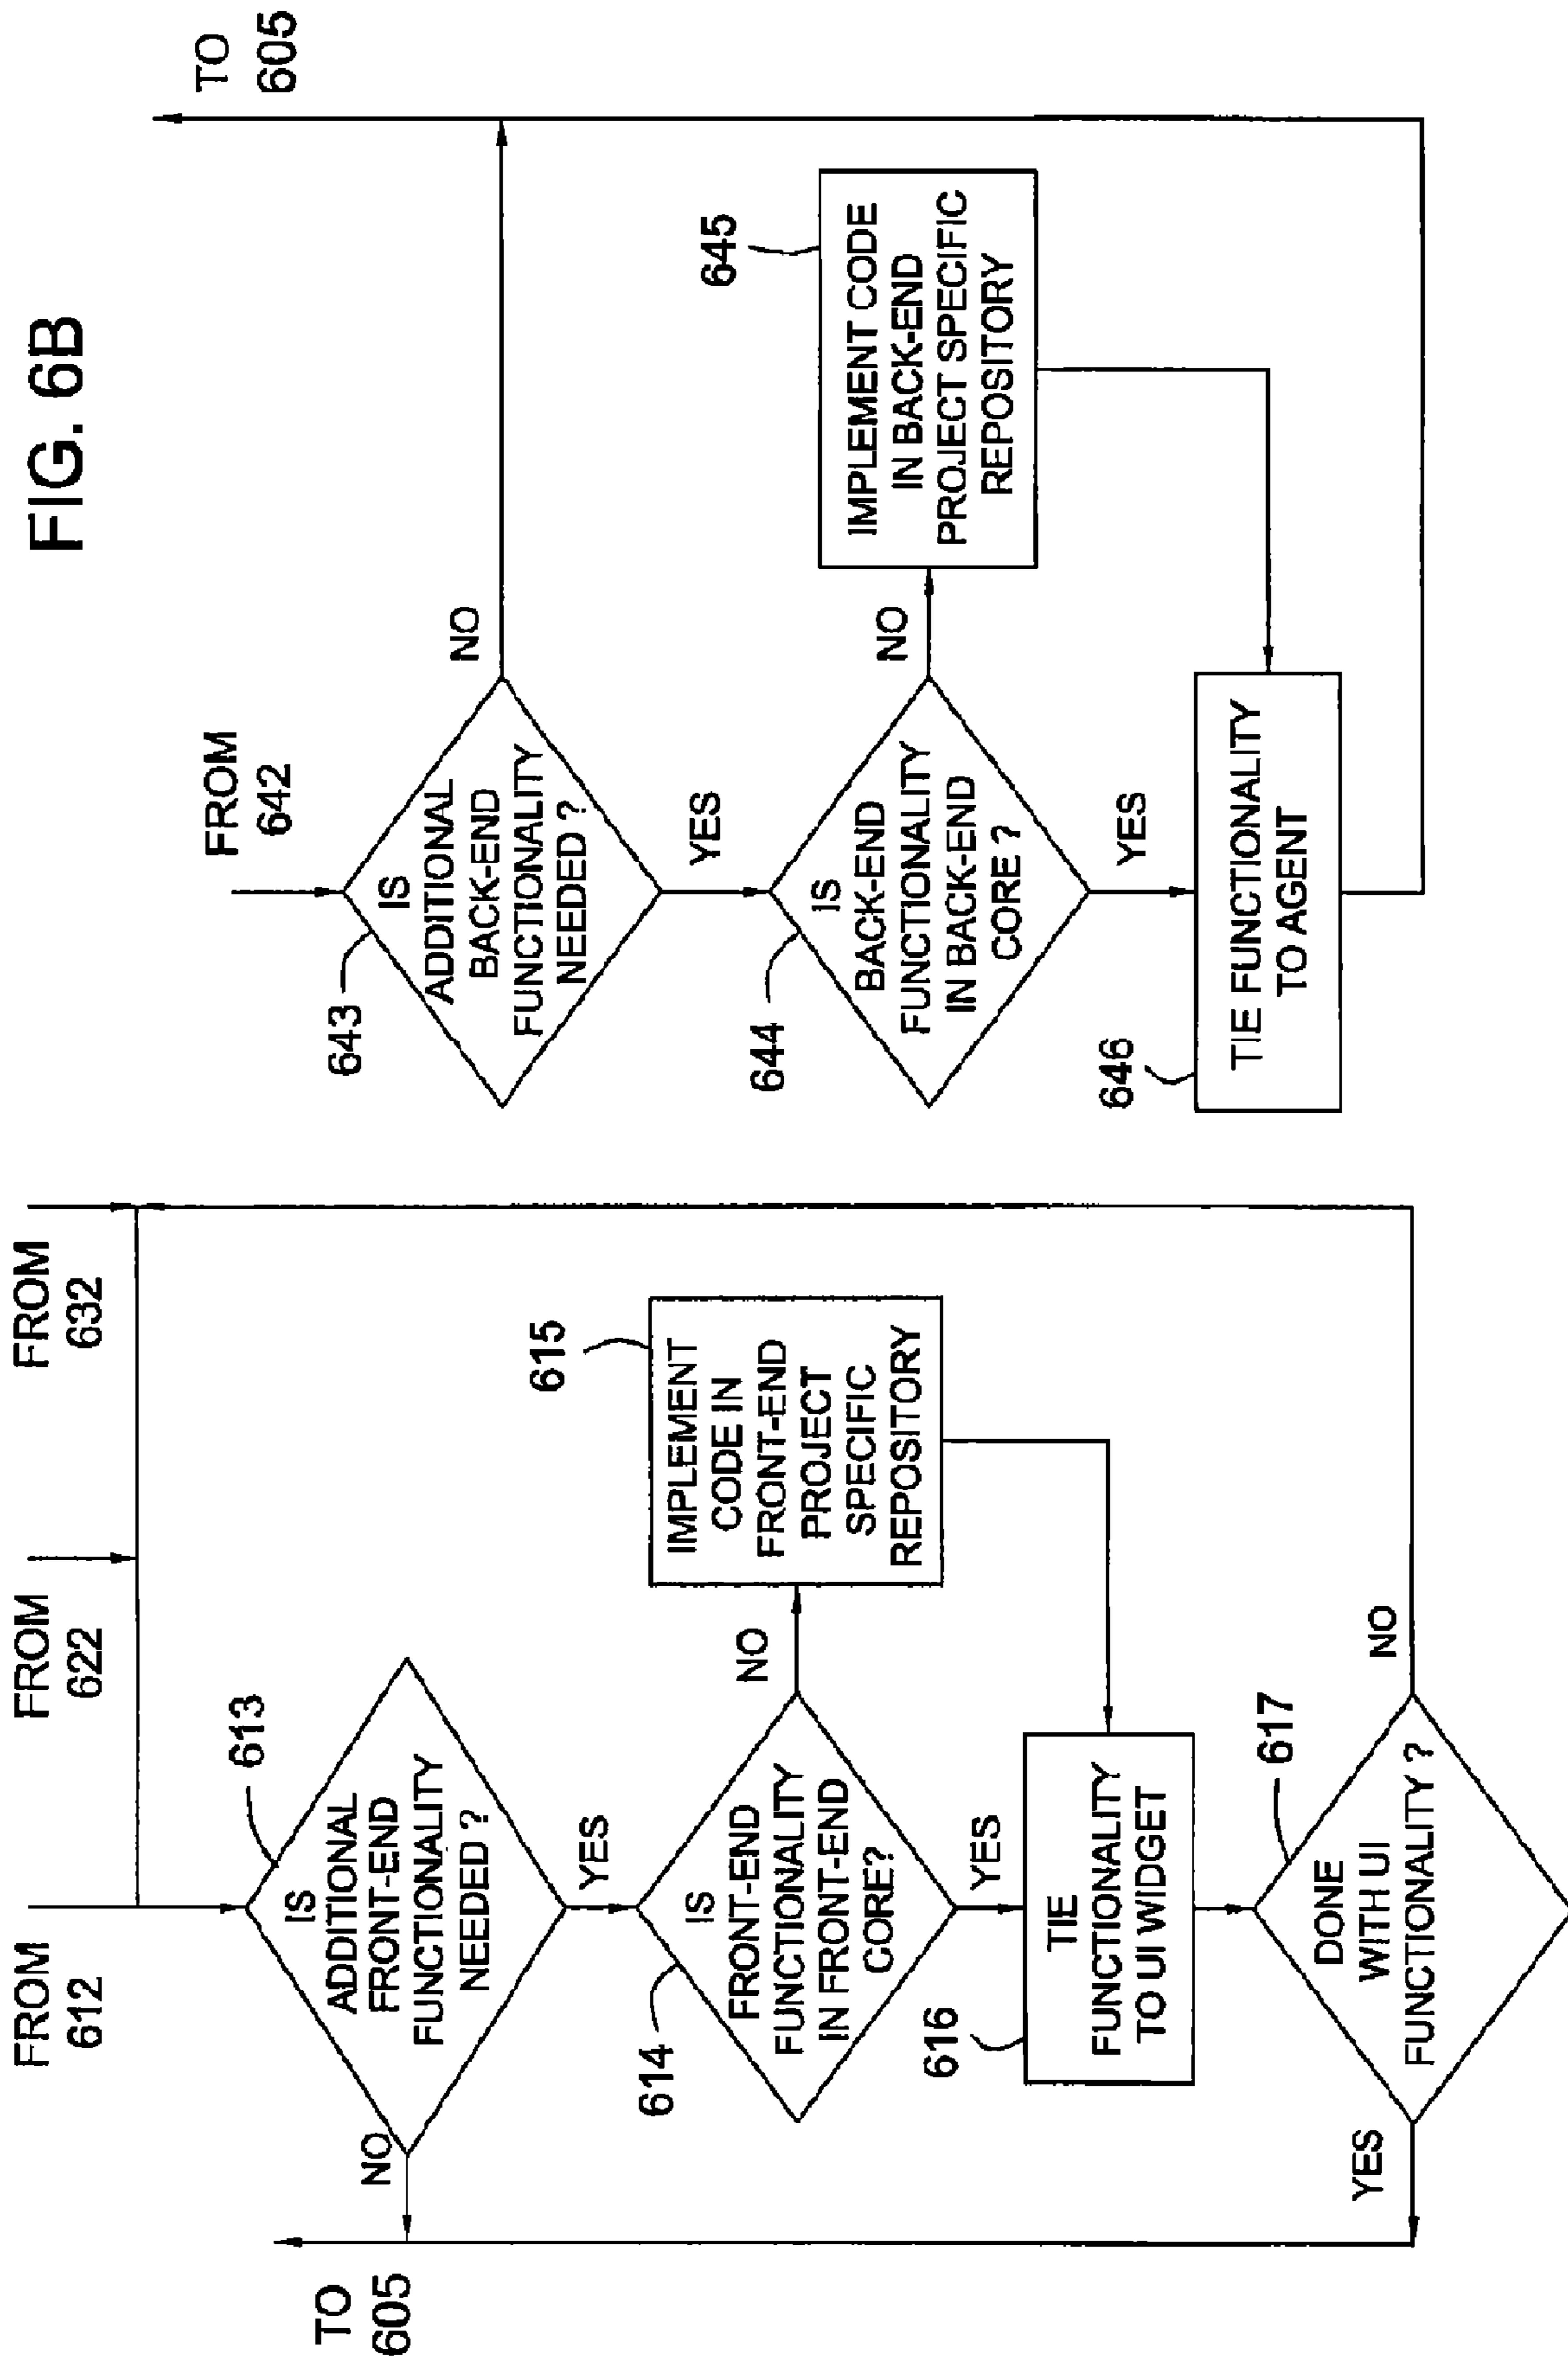 FIG. 6B
FROM
612
FROM
622
FROM
632
613
IS
ADDITIONAL
FRONT-END
FUNCTIONALITY
NEEDED ?
NO
TO
605
YES
614
IS
FRONT-END
FUNCTIONALITY
IN FRONT-END
CORE?
NO
615
IMPLEMENT
CODE IN
FRONT-END
PROJECT
SPECIFIC
REPOSITORY
YES
616
TIE
FUNCTIONALITY
TO UI WIDGET
617
DONE
WITH UI
FUNCTIONALITY ?
YES
NO
FROM
642
643
IS
ADDITIONAL
BACK-END
FUNCTIONALITY
NEEDED ?
NO
TO
605
YES
644
IS
BACK-END
FUNCTIONALITY
IN BACK-END
CORE ?
NO
645
IMPLEMENT CODE
IN BACK-END
PROJECT SPECIFIC
REPOSITORY
YES
646
TIE FUNCTIONALITY
TO AGENT